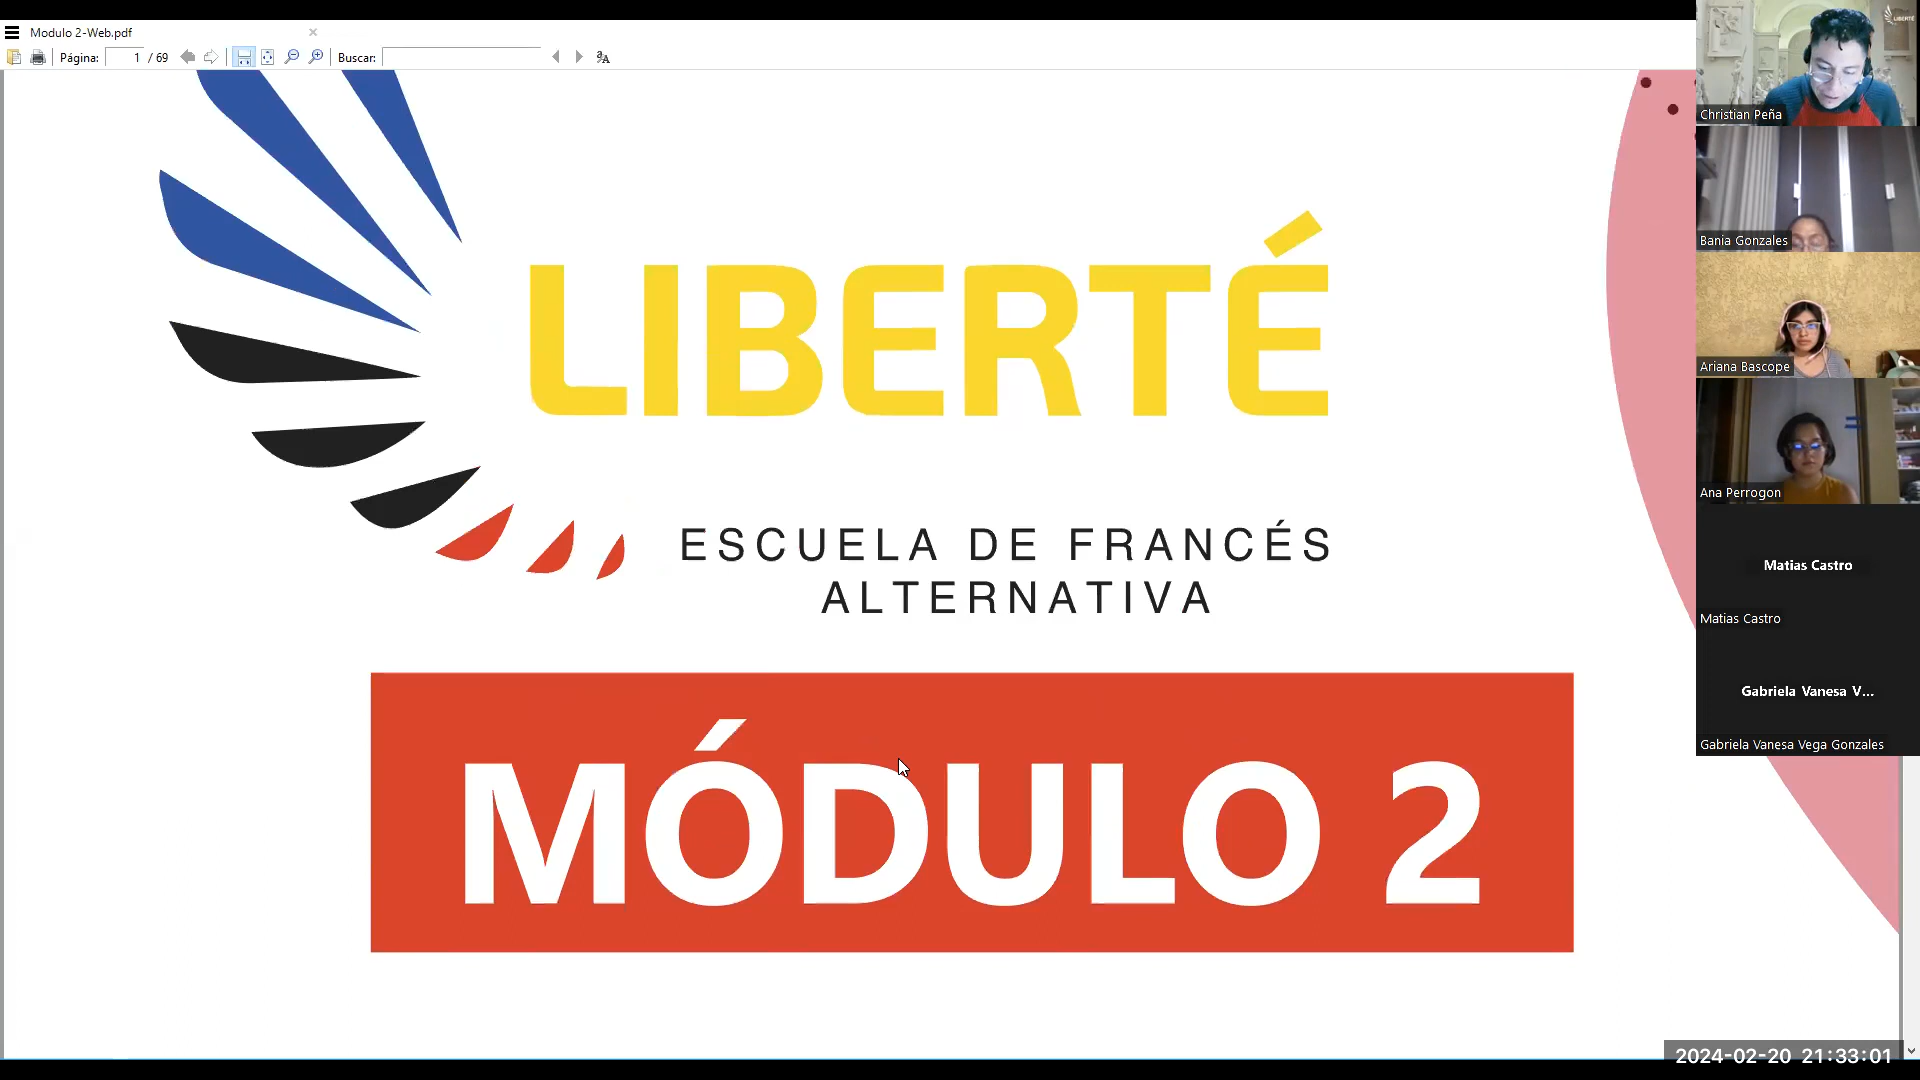 Modulo 2-Web.pdf
Página: 1 / 69
Buscar:
LIBERTÉ
ESCUELA DE FRANCÉS
ALTERNATIVA
MÓDULO 2
LIBERTÉ
Christian Peña
Bania Gonzales
Ariana Bascope
Ana Perrogon
Matias Castro
Matias Castro
Gabriela Vanesa V...
Gabriela Vanesa Vega Gonzales
2024-02-20 21:33:01